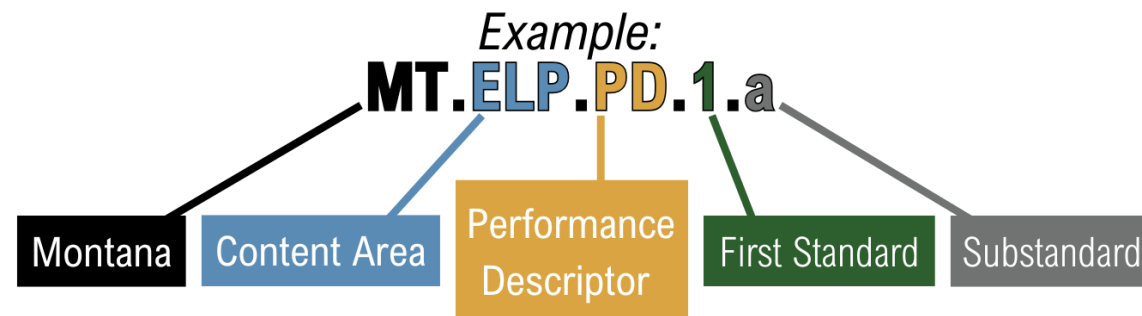 Example:
MT.ELP.PD.1.a
Montana
Content Area
Performance
Descriptor
First Standard
Substandard